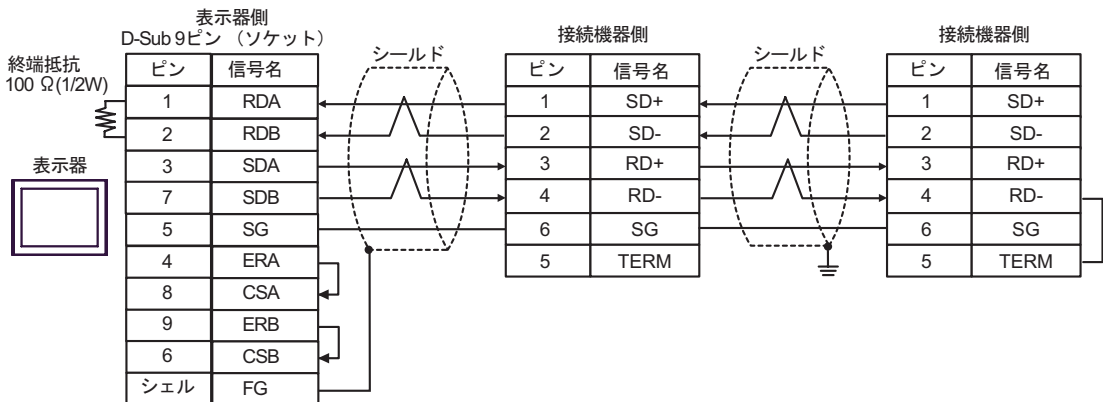 表示器側
D-Sub 9ピン （ソケット）
終端抵抗
100 Ω(1/2W)
表示器
ピン 信号名
1 RDA
2 RDB
3 SDA
7 SDB
5 SG
4 ERA
8 CSA
9 ERB
6 CSB
シェル FG
シールド
接続機器側
ピン 信号名
1 SD+
2 SD-
3 RD+
4 RD-
6 SG
5 TERM
シールド
接続機器側
ピン 信号名
1 SD+
2 SD-
3 RD+
4 RD-
6 SG
5 TERM